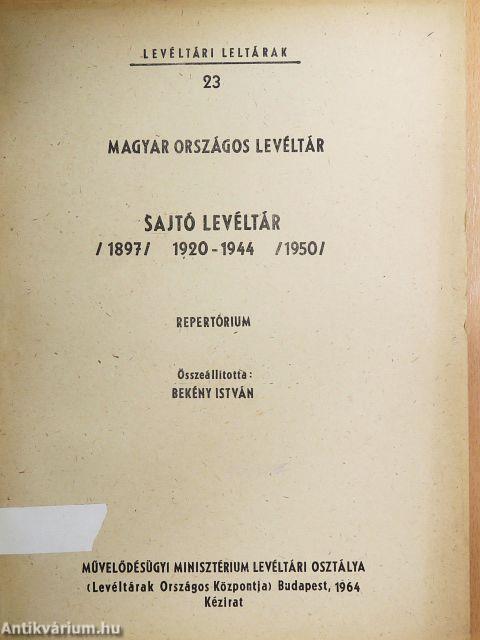 LEVÉLTÁRI LELTÁRAK
23
MAGYAR ORSZÁGOS LEVÉLTÁR
SAJTÓ LEVÉLTÁR
/1897/ 1920-1944 /1950/
REPERTÓRIUM
Összeállította:
BEKÉNY ISTVÁN
MŰVELŐDÉSÜGYI MINISZTÉRIUM LEVÉLTÁRI OSZTÁLYA
(Levéltárak Országos Központja) Budapest, 1964
Kézirat
Antikvárium.hu